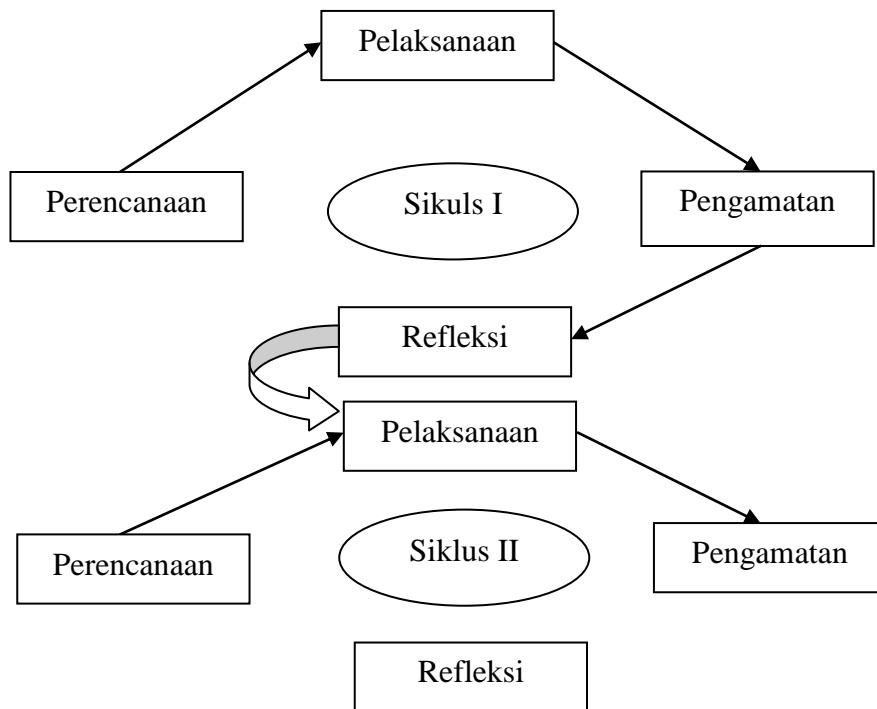 Pelaksanaan
Perencanaan
Sikuls I
Pengamatan
Refleksi
Pelaksanaan
Perencanaan
Siklus II
Pengamatan
Refleksi